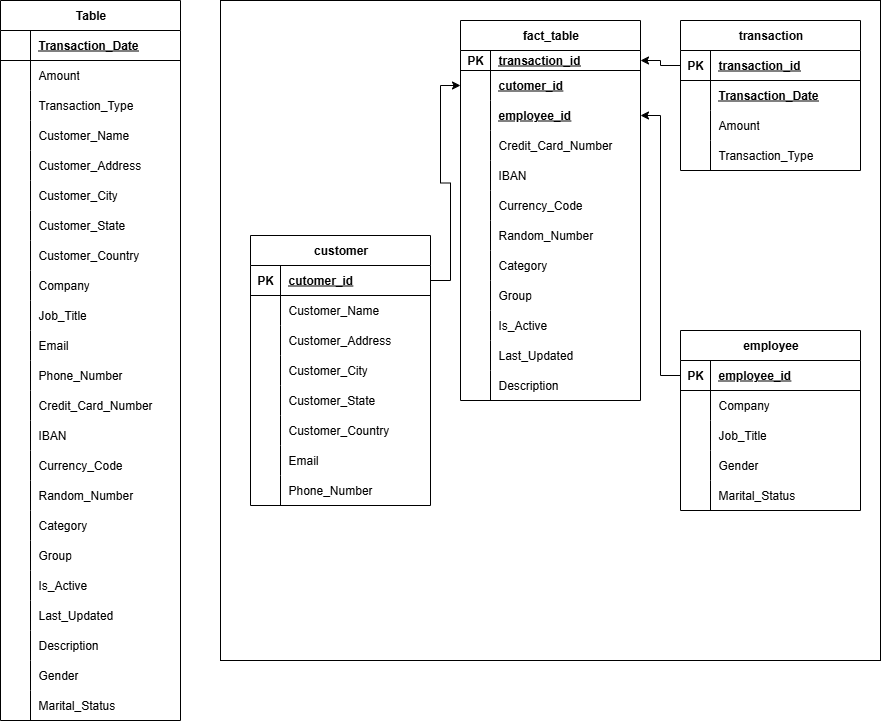 Table
Transaction_Date
Amount
Transaction_Type
Customer_Name
Customer_Address
Customer_City
Customer_State
Customer_Country
Company
Job_Title
Email
Phone_Number
Credit_Card_Number
IBAN
Currency_Code
Random_Number
Category
Group
Is_Active
Last_Updated
Description
Gender
Marital_Status
customer
PK cutomer_id
Customer_Name
Customer_Address
Customer_City
Customer_State
Customer_Country
Email
Phone_Number
fact_table
PK transaction_id
cutomer_id
employee_id
Credit_Card_Number
IBAN
Currency_Code
Random_Number
Category
Group
Is_Active
Last_Updated
Description
transaction
PK transaction_id
Transaction_Date
Amount
Transaction_Type
employee
PK employee_id
Company
Job_Title
Gender
Marital_Status